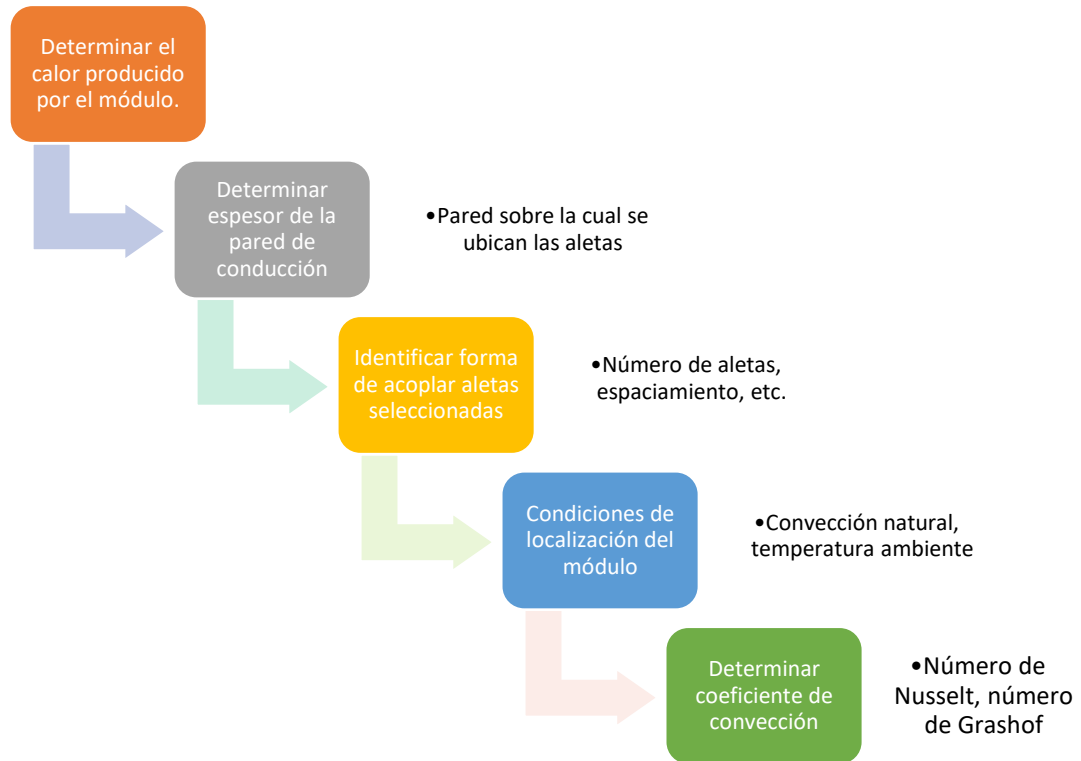 Determinar el
calor producido
por el módulo.
Determinar
espesor de la
pared de
conducción
•Pared sobre la cual se
ubican las aletas
Identificar forma
de acoplar aletas
seleccionadas
•Número de aletas,
espaciamiento, etc.
Condiciones de
localización del
módulo
•Convección natural,
temperatura ambiente
Determinar
coeficiente de
convección
•Número de
Nusselt, número
de Grashof